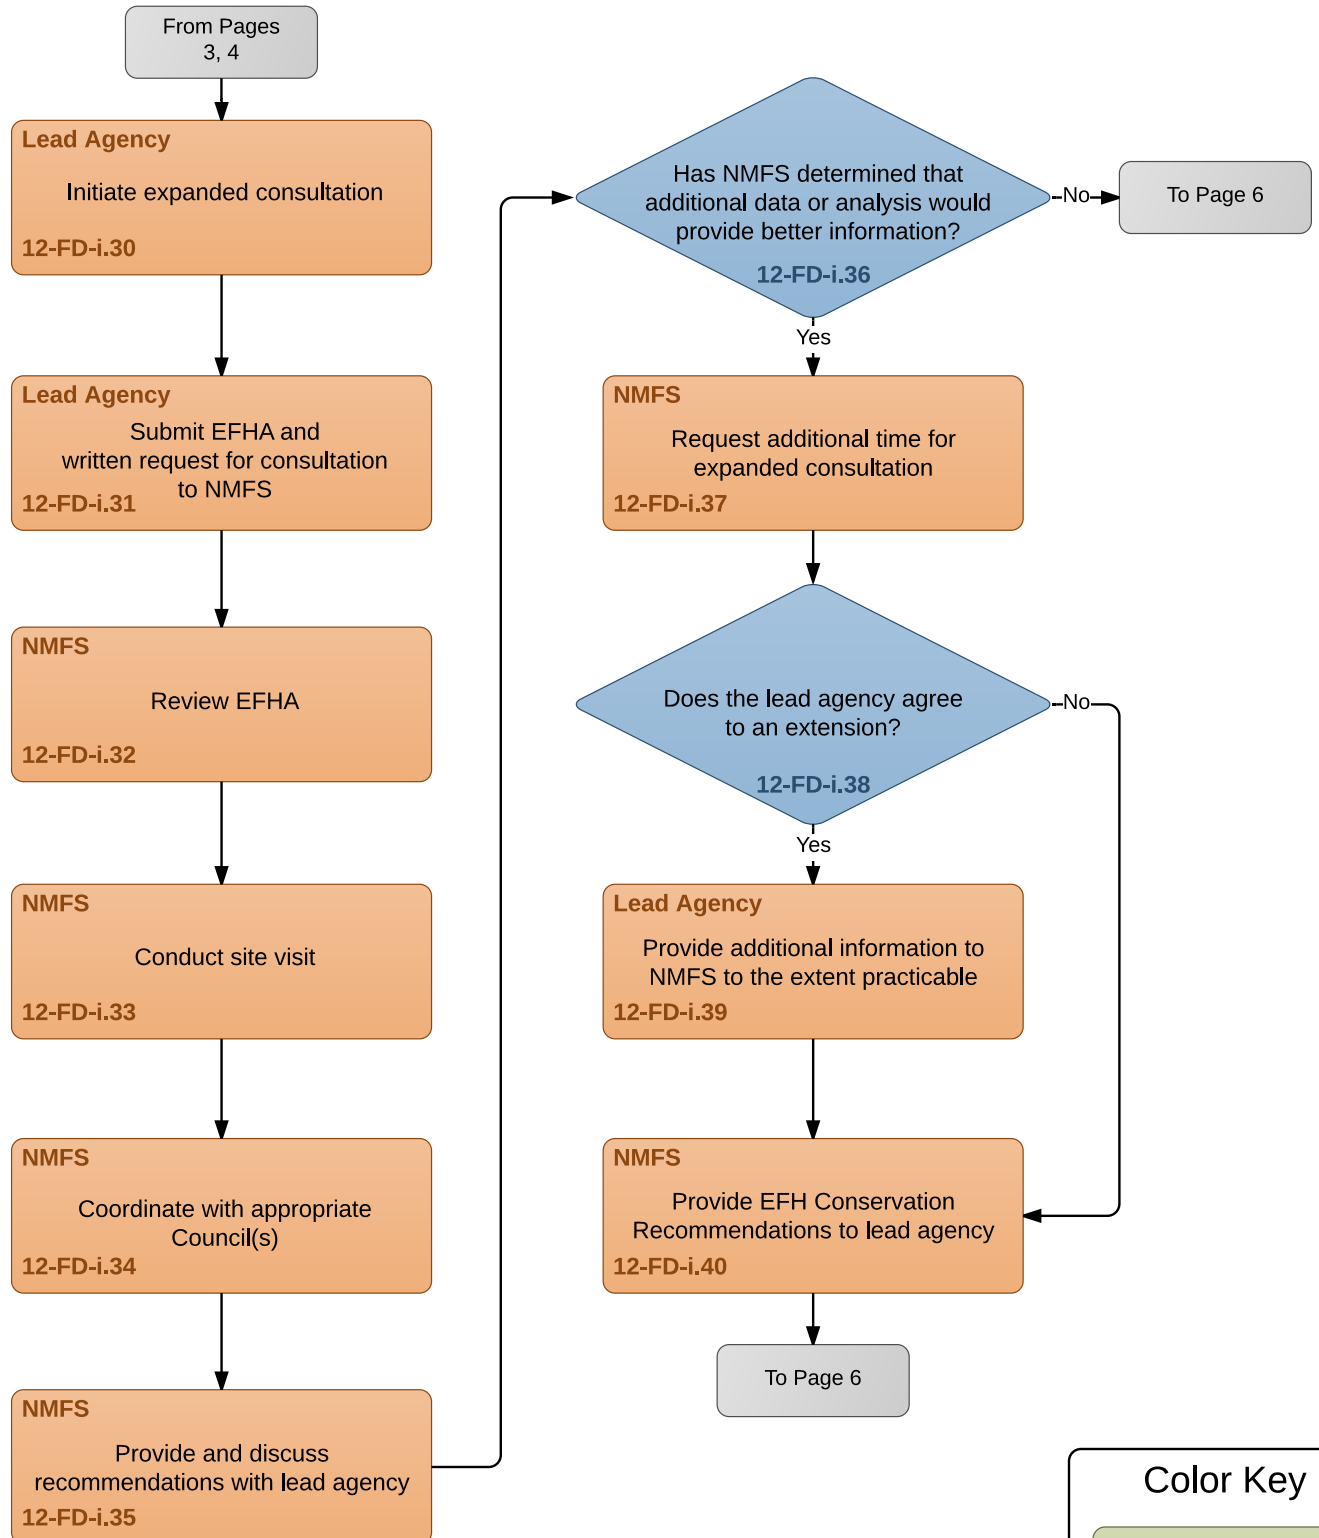 From Pages
3, 4
Lead Agency
Initiate expanded consultation
12-FD-i.30
Lead Agency
Submit EFHA and
written request for consultation
to NMFS
12-FD-i.31
NMFS
Review EFHA
12-FD-i.32
NMFS
Conduct site visit
12-FD-i.33
NMFS
Coordinate with appropriate
Council(s)
12-FD-i.34
NMFS
Provide and discuss
recommendations with lead agency
12-FD-i.35
Has NMFS determined that
additional data or analysis would
provide better information?
12-FD-i.36
No
To Page 6
Yes
NMFS
Request additional time for
expanded consultation
12-FD-i.37
Does the lead agency agree
to an extension?
12-FD-i.38
No
Yes
Lead Agency
Provide additional information to
NMFS to the extent practicable
12-FD-i.39
NMFS
Provide EFH Conservation
Recommendations to lead agency
12-FD-i.40
To Page 6
Color Key